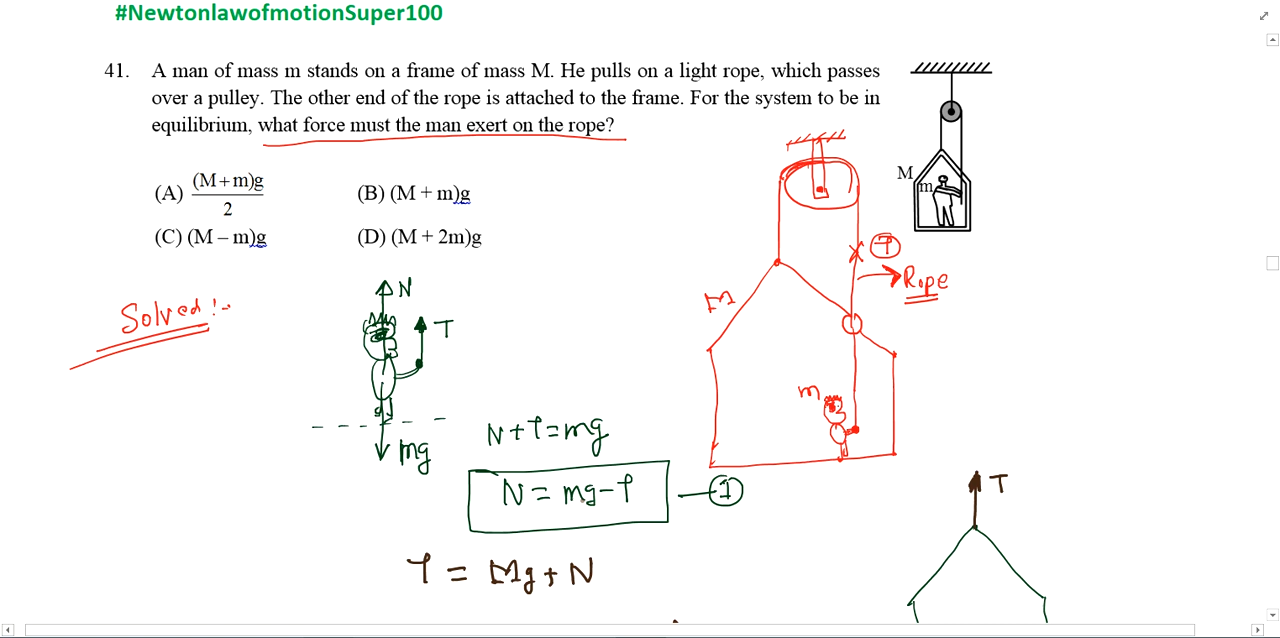 #NewtonlawofmotionSuper100
41. A man of mass m stands on a frame of mass M. He pulls on a light rope, which passes
over a pulley. The other end of the rope is attached to the frame. For the system to be in
equilibrium, what force must the man exert on the rope?
(A) (M+m)g / 2
(B) (M + m)g
(C) (M – m)g
(D) (M + 2m)g
M
m
Solved!:-
N
T
mg
N+T=mg
N = mg-T
1
T = Mg + N
T
Rope
M
m
T